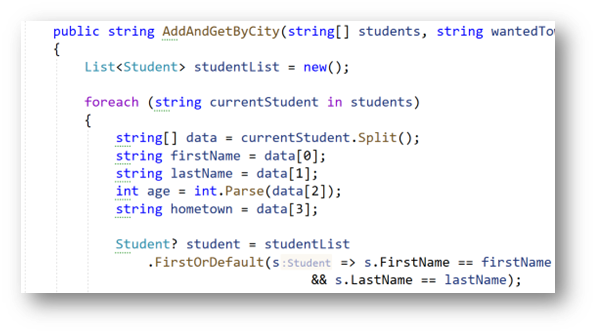 public string AddAndGetByCity(string[] students, string wantedTow
{
List<Student> studentList = new();
foreach (string currentStudent in students)
{
string[] data = currentStudent.Split();
string firstName = data[0];
string lastName = data[1];
int age = int.Parse(data[2]);
string hometown = data[3];
Student? student = studentList
.FirstOrDefault(s:Student => s.FirstName == firstName
&& s.LastName == lastName);